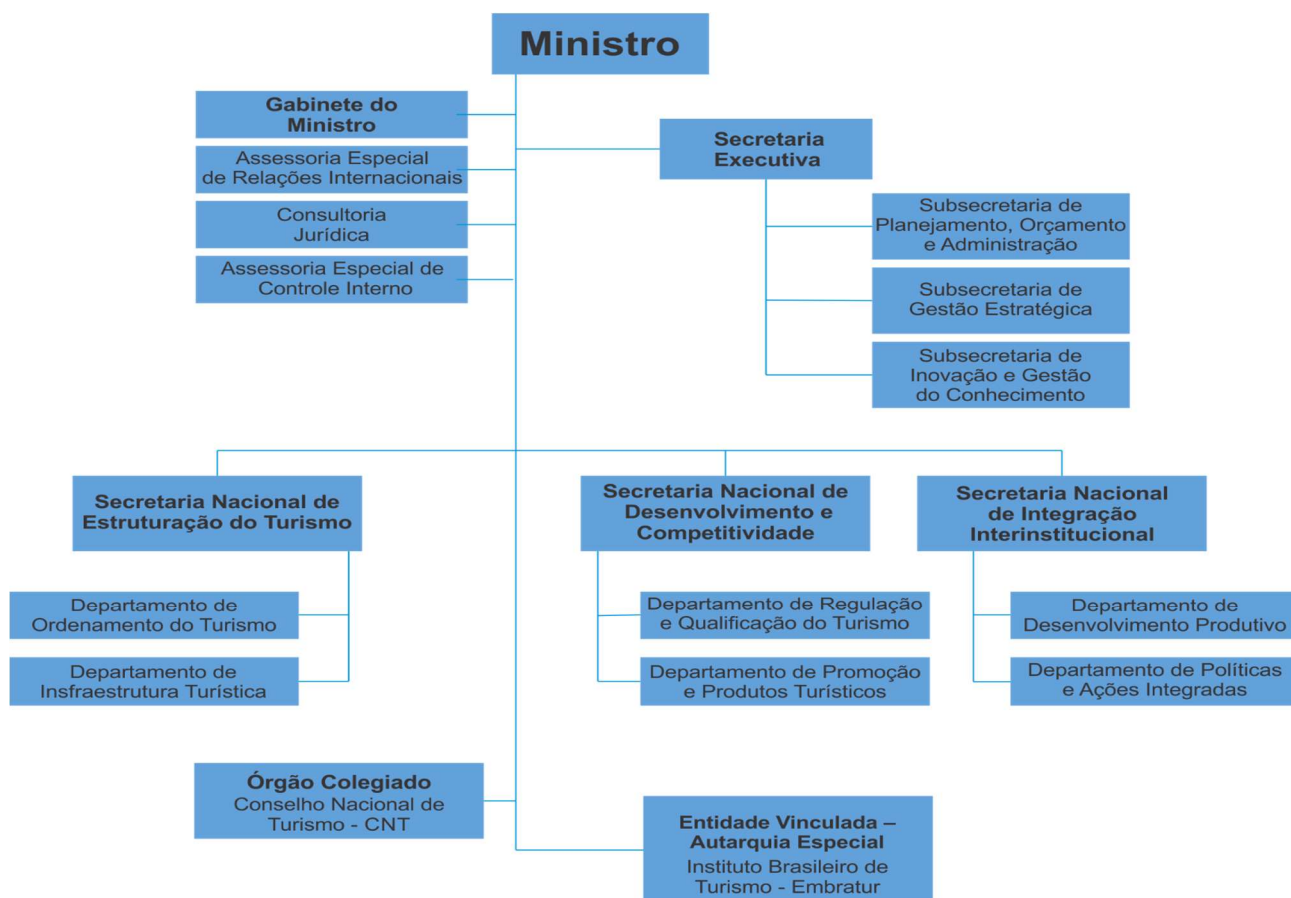 Ministro
Gabinete do
Ministro
Assessoria Especial
de Relações Internacionais
Consultoria
Jurídica
Assessoria Especial de
Controle Interno
Secretaria
Executiva
Subsecretaria de
Planejamento, Orçamento
e Administração
Subsecretaria de
Gestão Estratégica
Subsecretaria de
Inovação e Gestão
do Conhecimento
Secretaria Nacional de
Estruturação do Turismo
Departamento de
Ordenamento do Turismo
Departamento de
Insfraestrutura Turística
Secretaria Nacional de
Desenvolvimento e
Competitividade
Departamento de Regulação
e Qualificação do Turismo
Departamento de Promoção
e Produtos Turísticos
Secretaria Nacional
de Integração
Interinstitucional
Departamento de
Desenvolvimento Produtivo
Departamento de Políticas
e Ações Integradas
Órgão Colegiado
Conselho Nacional de
Turismo - CNT
Entidade Vinculada –
Autarquia Especial
Instituto Brasileiro de
Turismo - Embratur